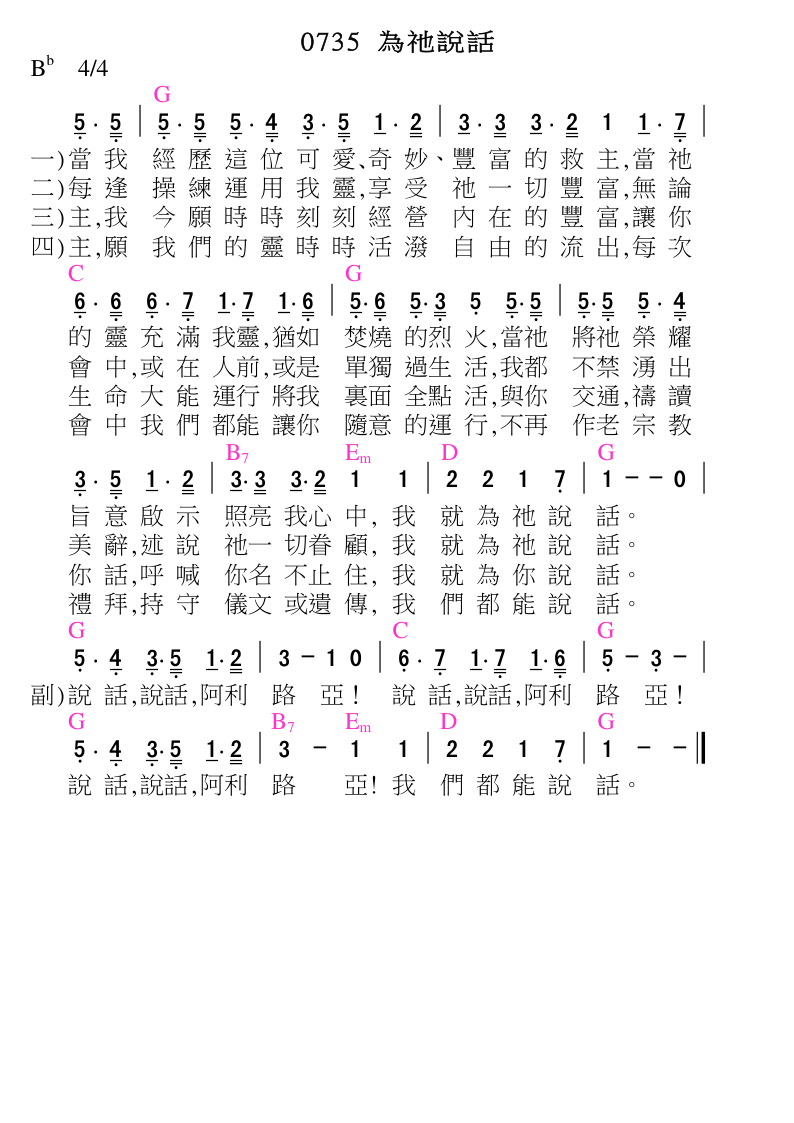 0735 為祂說話
B♭ 4/4
G
5· 5 | 5· 5 5· 4 3· 5 1· 2 | 3· 3 3· 2 1 1· 7 |
一)當我 經歷這位可愛、奇妙、豐富的救主,當祂
二)每逢 操練運用我靈,享受 祂一切豐富,無論
三)主,我 今願時時刻刻經營 內在的豐富,讓你
四)主,願 我們的靈時時活潑 自由的流出,每次
C G
6· 6 6· 7 1·7 1·6 | 5·6 5·3 5 5·5 | 5·5 5· 4
的靈充滿我靈,猶如 焚燒的烈火,當祂 將祂榮耀
會中,或在人前,或是 單獨過生活,我都 不禁湧出
生命大能運行將我 裏面全點活,與你 交通,禱讀
會中我們都能讓你 隨意的運行,不再 作老宗教
B7 Em D G
3· 5 1· 2 | 3·3 3·2 1 1 | 2 2 1 7 | 1 – – 0 |
旨意啟示 照亮我心中, 我 就為祂說 話。
美辭,述說 祂一切眷顧, 我 就為祂說 話。
你話,呼喊 你名不止住, 我 就為你說 話。
禮拜,持守 儀文或遺傳, 我 們都能說 話。
G C G
5· 4 3·5 1·2 | 3 – 1 0 | 6· 7 1·7 1·6 | 5 – 3 – |
副)說話,說話,阿利 路 亞! 說話,說話,阿利 路 亞!
G B7 Em D G
5· 4 3·5 1·2 | 3 – 1 1 | 2 2 1 7 | 1 – – ‖
說話,說話,阿利 路 亞! 我 們都能說 話。